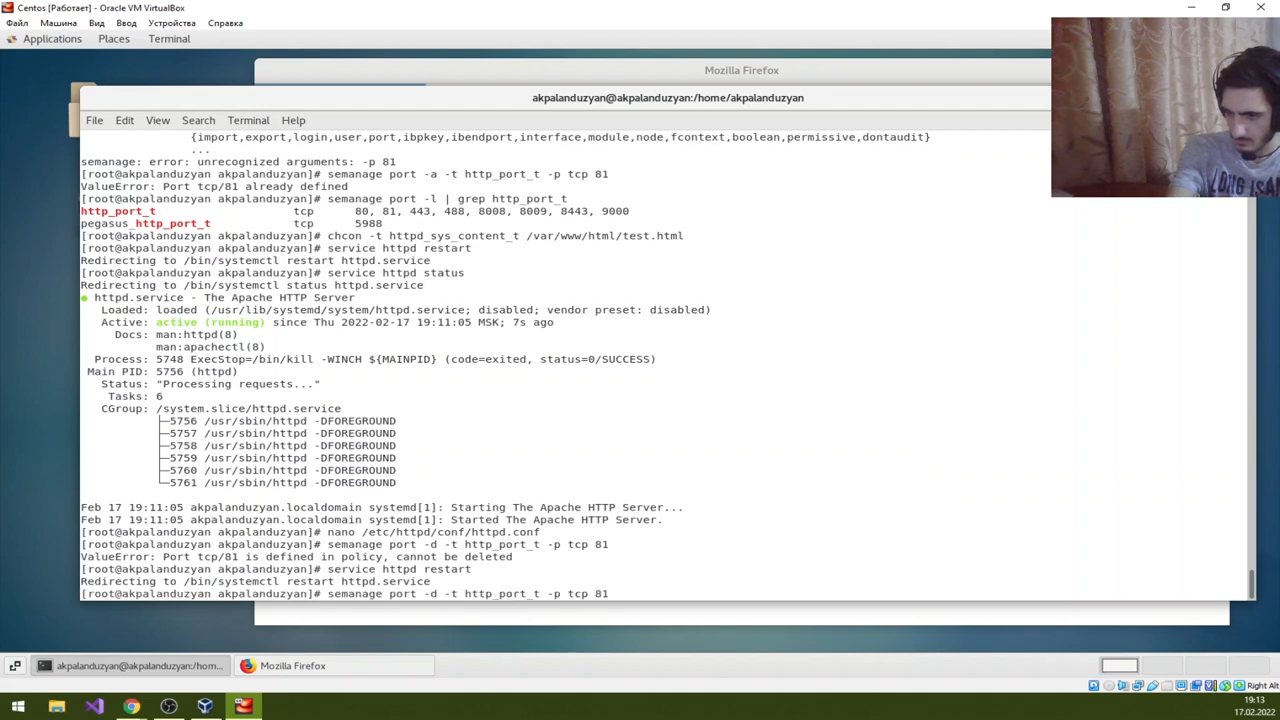 Centos [Работает] - Oracle VM VirtualBox
Файл Машина Вид Ввод Устройства Справка
Applications Places Terminal
Mozilla Firefox
akpalanduzyan@akpalanduzyan:/home/akpalanduzyan
File Edit View Search Terminal Help
{import,export,login,user,port,ibpkey,ibendport,interface,module,node,fcontext,boolean,permissive,dontaudit}
...
semanage: error: unrecognized arguments: -p 81
[root@akpalanduzyan akpalanduzyan]# semanage port -a -t http_port_t -p tcp 81
ValueError: Port tcp/81 already defined
[root@akpalanduzyan akpalanduzyan]# semanage port -l | grep http_port_t
http_port_t tcp 80, 81, 443, 488, 8008, 8009, 8443, 9000
pegasus_http_port_t tcp 5988
[root@akpalanduzyan akpalanduzyan]# chcon -t httpd_sys_content_t /var/www/html/test.html
[root@akpalanduzyan akpalanduzyan]# service httpd restart
Redirecting to /bin/systemctl restart httpd.service
[root@akpalanduzyan akpalanduzyan]# service httpd status
Redirecting to /bin/systemctl status httpd.service
● httpd.service - The Apache HTTP Server
Loaded: loaded (/usr/lib/systemd/system/httpd.service; disabled; vendor preset: disabled)
Active: active (running) since Thu 2022-02-17 19:11:05 MSK; 7s ago
Docs: man:httpd(8)
man:apachectl(8)
Process: 5748 ExecStop=/bin/kill -WINCH ${MAINPID} (code=exited, status=0/SUCCESS)
Main PID: 5756 (httpd)
Status: "Processing requests..."
Tasks: 6
CGroup: /system.slice/httpd.service
├─5756 /usr/sbin/httpd -DFOREGROUND
├─5757 /usr/sbin/httpd -DFOREGROUND
├─5758 /usr/sbin/httpd -DFOREGROUND
├─5759 /usr/sbin/httpd -DFOREGROUND
├─5760 /usr/sbin/httpd -DFOREGROUND
└─5761 /usr/sbin/httpd -DFOREGROUND
Feb 17 19:11:05 akpalanduzyan.localdomain systemd[1]: Starting The Apache HTTP Server...
Feb 17 19:11:05 akpalanduzyan.localdomain systemd[1]: Started The Apache HTTP Server.
[root@akpalanduzyan akpalanduzyan]# nano /etc/httpd/conf/httpd.conf
[root@akpalanduzyan akpalanduzyan]# semanage port -d -t http_port_t -p tcp 81
ValueError: Port tcp/81 is defined in policy, cannot be deleted
[root@akpalanduzyan akpalanduzyan]# service httpd restart
Redirecting to /bin/systemctl restart httpd.service
[root@akpalanduzyan akpalanduzyan]# semanage port -d -t http_port_t -p tcp 81
akpalanduzyan@akpalanduzyan:/hom... Mozilla Firefox
Right Alt
19:13
17.02.2022